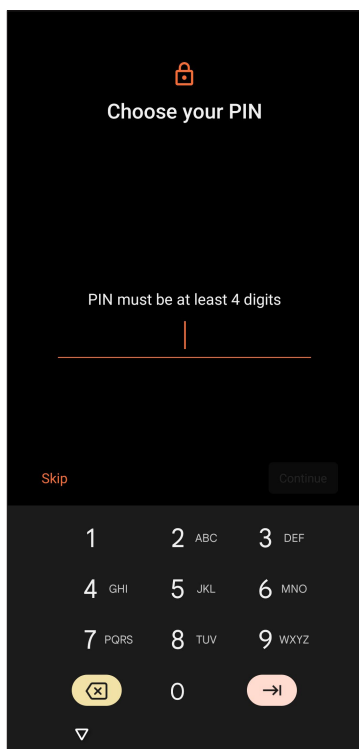 Choose your PIN
PIN must be at least 4 digits
Skip Continue
1 2 ABC 3 DEF
4 GHI 5 JKL 6 MNO
7 PQRS 8 TUV 9 WXYZ
0